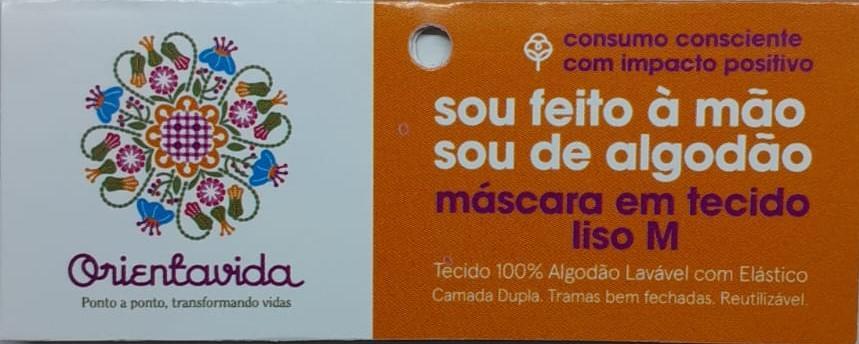 Orientavida
Ponto a ponto, transformando vidas
consumo consciente
com impacto positivo
sou feito à mão
sou de algodão
máscara em tecido
liso M
Tecido 100% Algodão Lavável com Elástico
Camada Dupla. Tramas bem fechadas. Reutilizável.